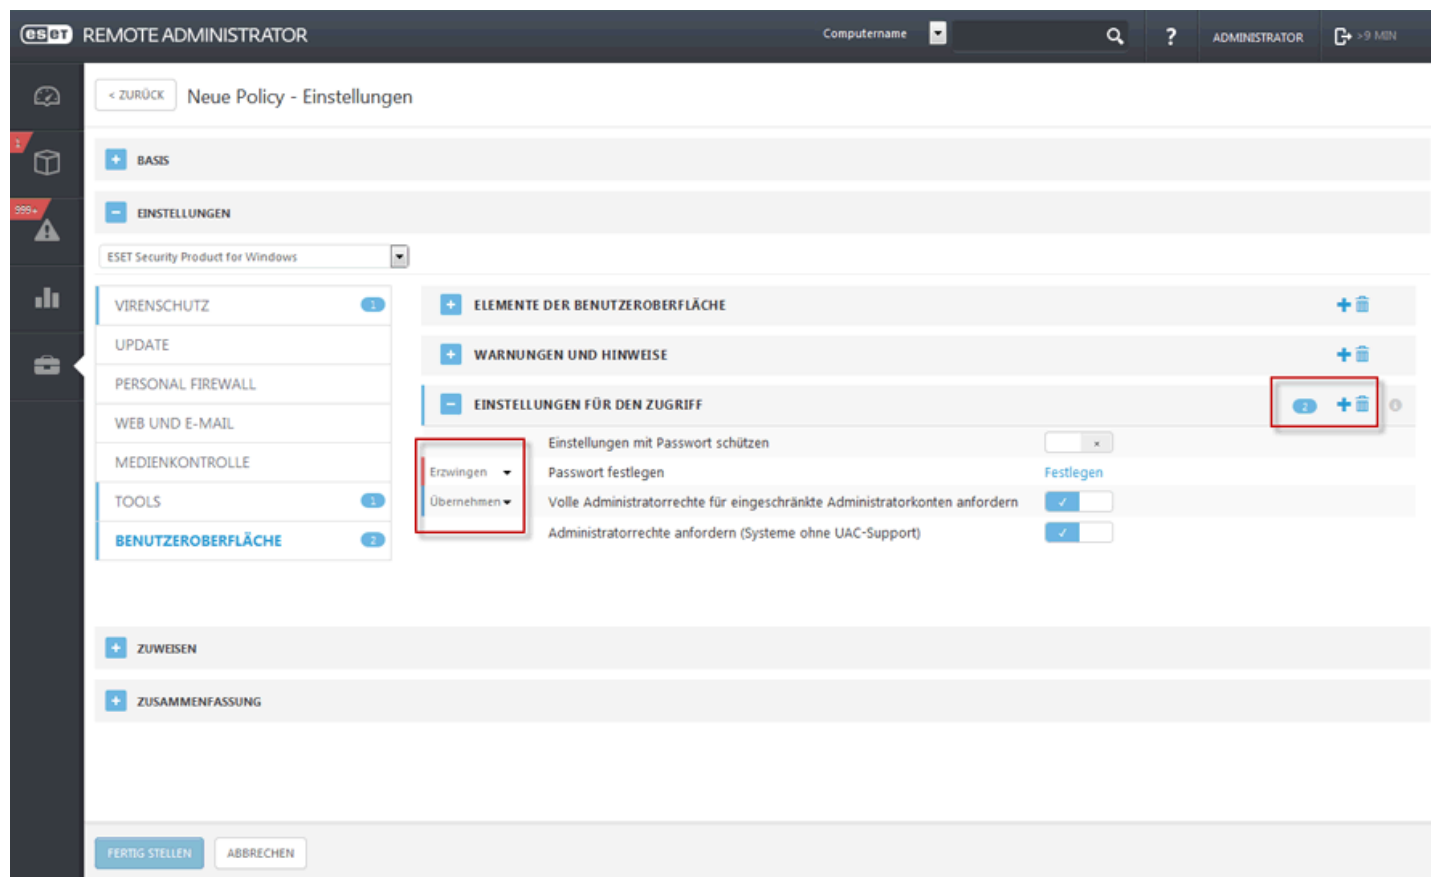 eset REMOTE ADMINISTRATOR Computername ? ADMINISTRATOR >9 MIN
< ZURÜCK Neue Policy - Einstellungen
BASIS
1
999+
EINSTELLUNGEN
ESET Security Product for Windows
VIRENSCHUTZ 1
UPDATE
PERSONAL FIREWALL
WEB UND E-MAIL
MEDIENKONTROLLE
TOOLS 1
BENUTZEROBERFLÄCHE 2
ELEMENTE DER BENUTZEROBERFLÄCHE
WARNUNGEN UND HINWEISE
EINSTELLUNGEN FÜR DEN ZUGRIFF 2
Einstellungen mit Passwort schützen
Erzwingen Passwort festlegen Festlegen
Übernehmen Volle Administratorrechte für eingeschränkte Administratorkonten anfordern
Administratorrechte anfordern (Systeme ohne UAC-Support)
ZUWEISEN
ZUSAMMENFASSUNG
FERTIG STELLEN ABBRECHEN